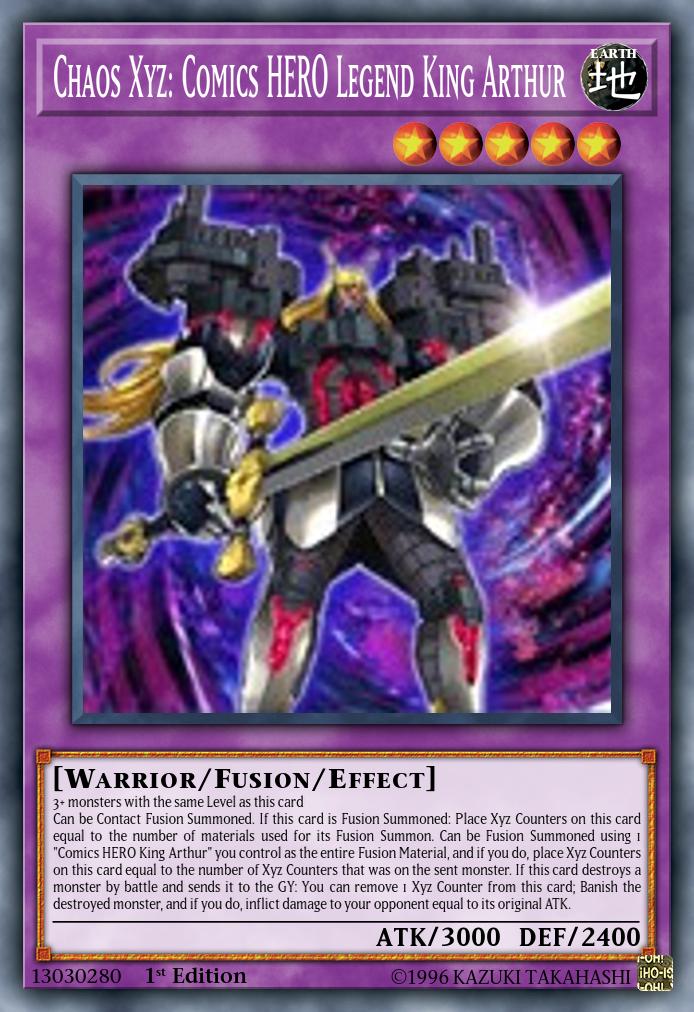 Chaos Xyz: Comics HERO Legend King Arthur
EARTH
地
[Warrior/Fusion/Effect]
3+ monsters with the same Level as this card
Can be Contact Fusion Summoned. If this card is Fusion Summoned: Place Xyz Counters on this card
equal to the number of materials used for its Fusion Summon. Can be Fusion Summoned using 1
"Comics HERO King Arthur" you control as the entire Fusion Material, and if you do, place Xyz Counters
on this card equal to the number of Xyz Counters that was on the sent monster. If this card destroys a
monster by battle and sends it to the GY: You can remove 1 Xyz Counter from this card; Banish the
destroyed monster, and if you do, inflict damage to your opponent equal to its original ATK.
ATK/3000 DEF/2400
13030280 1st Edition ©1996 KAZUKI TAKAHASHI